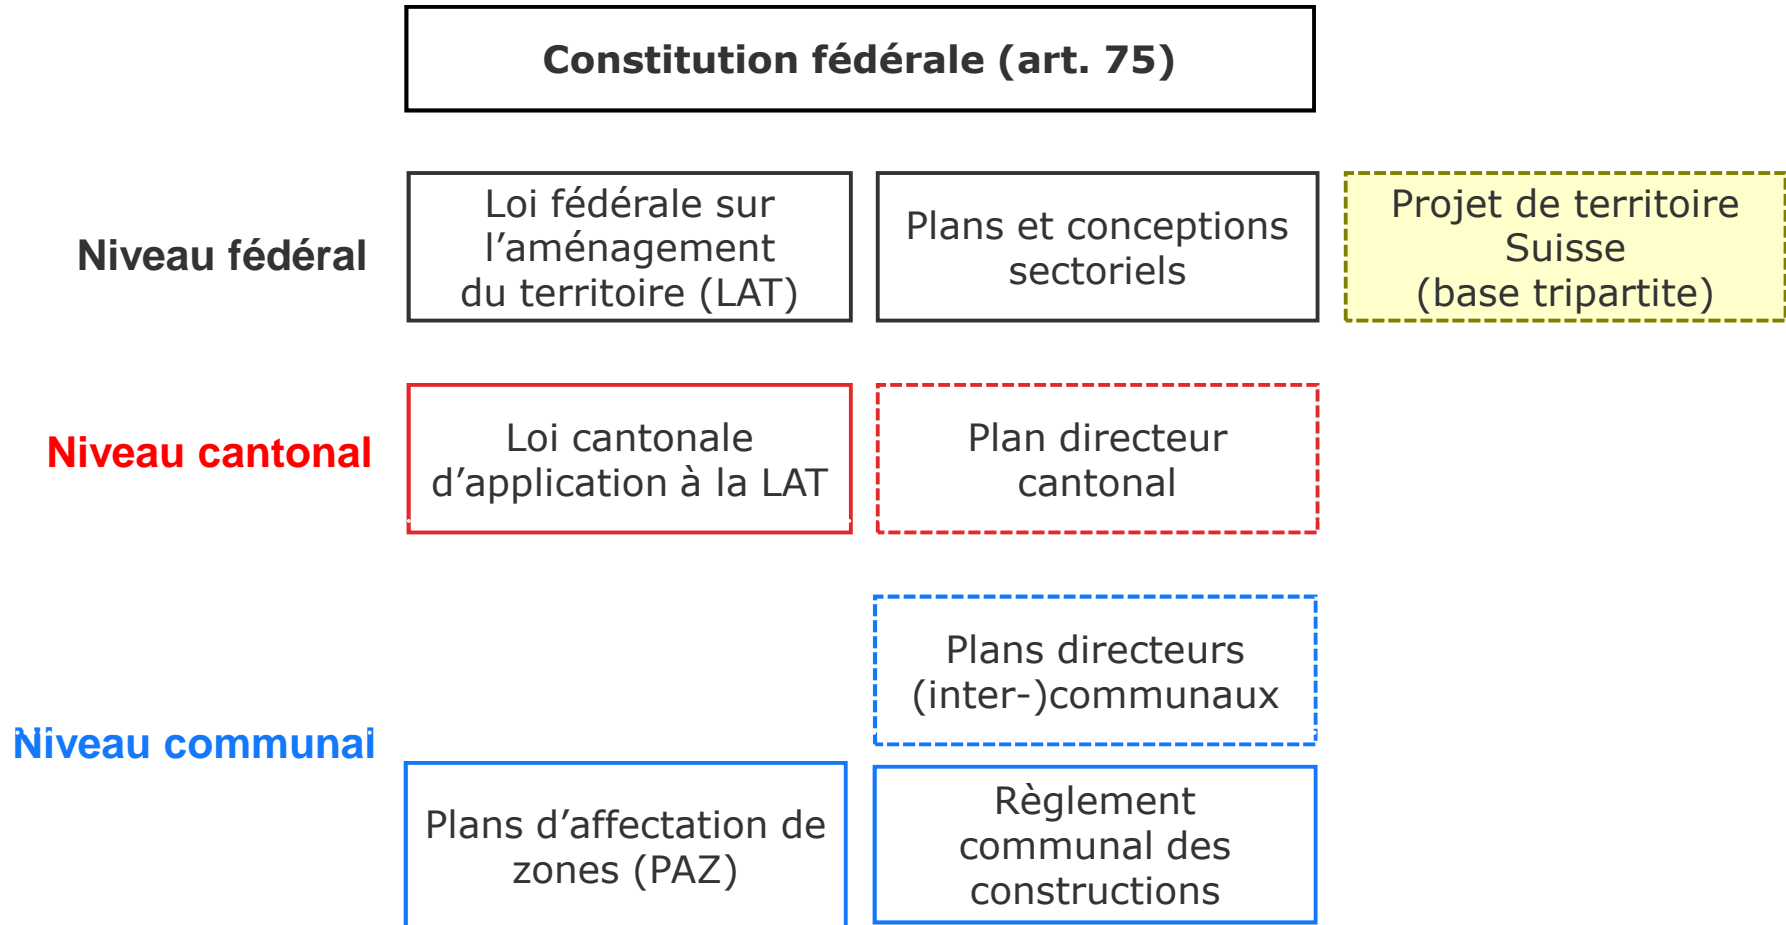 Constitution fédérale (art. 75)
Niveau fédéral
Loi fédérale sur
l’aménagement
du territoire (LAT)
Plans et conceptions
sectoriels
Projet de territoire
Suisse
(base tripartite)
Niveau cantonal
Loi cantonale
d’application à la LAT
Plan directeur
cantonal
Niveau communal
Plans directeurs
(inter-)communaux
Plans d’affectation de
zones (PAZ)
Règlement
communal des
constructions